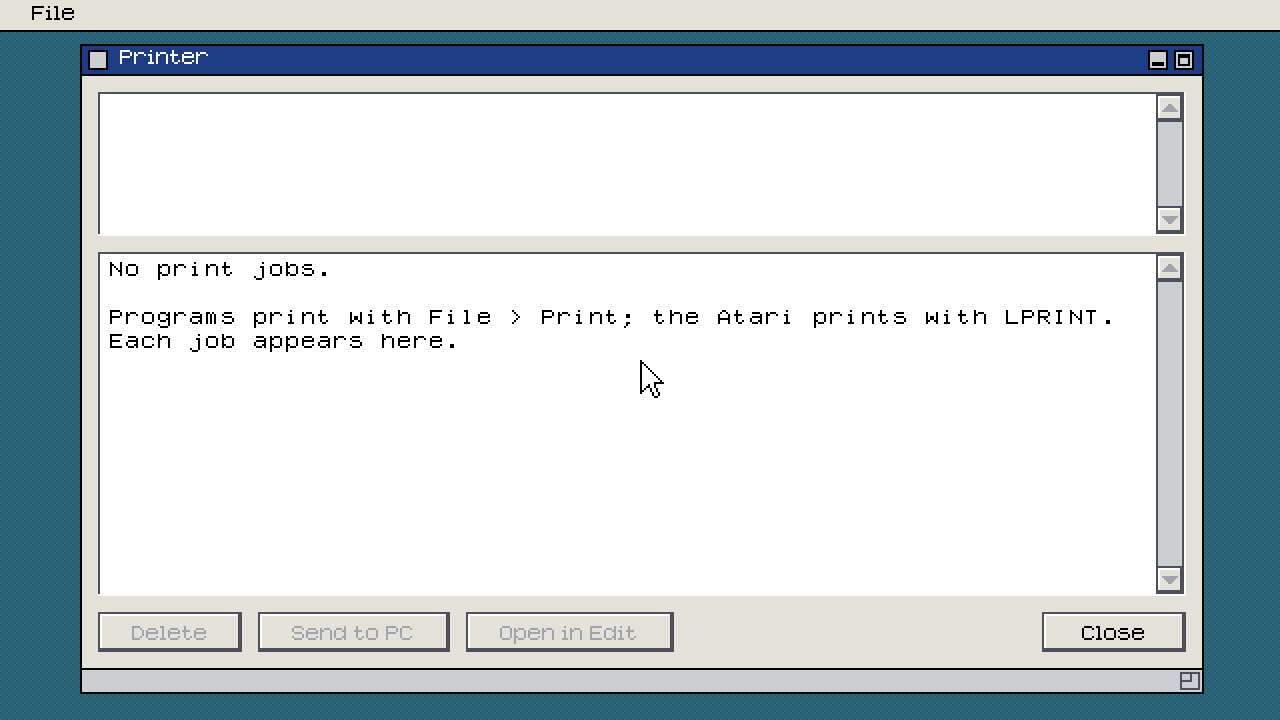 File
Printer
No print jobs.
Programs print with File > Print; the Atari prints with LPRINT.
Each job appears here.
Delete
Send to PC
Open in Edit
Close